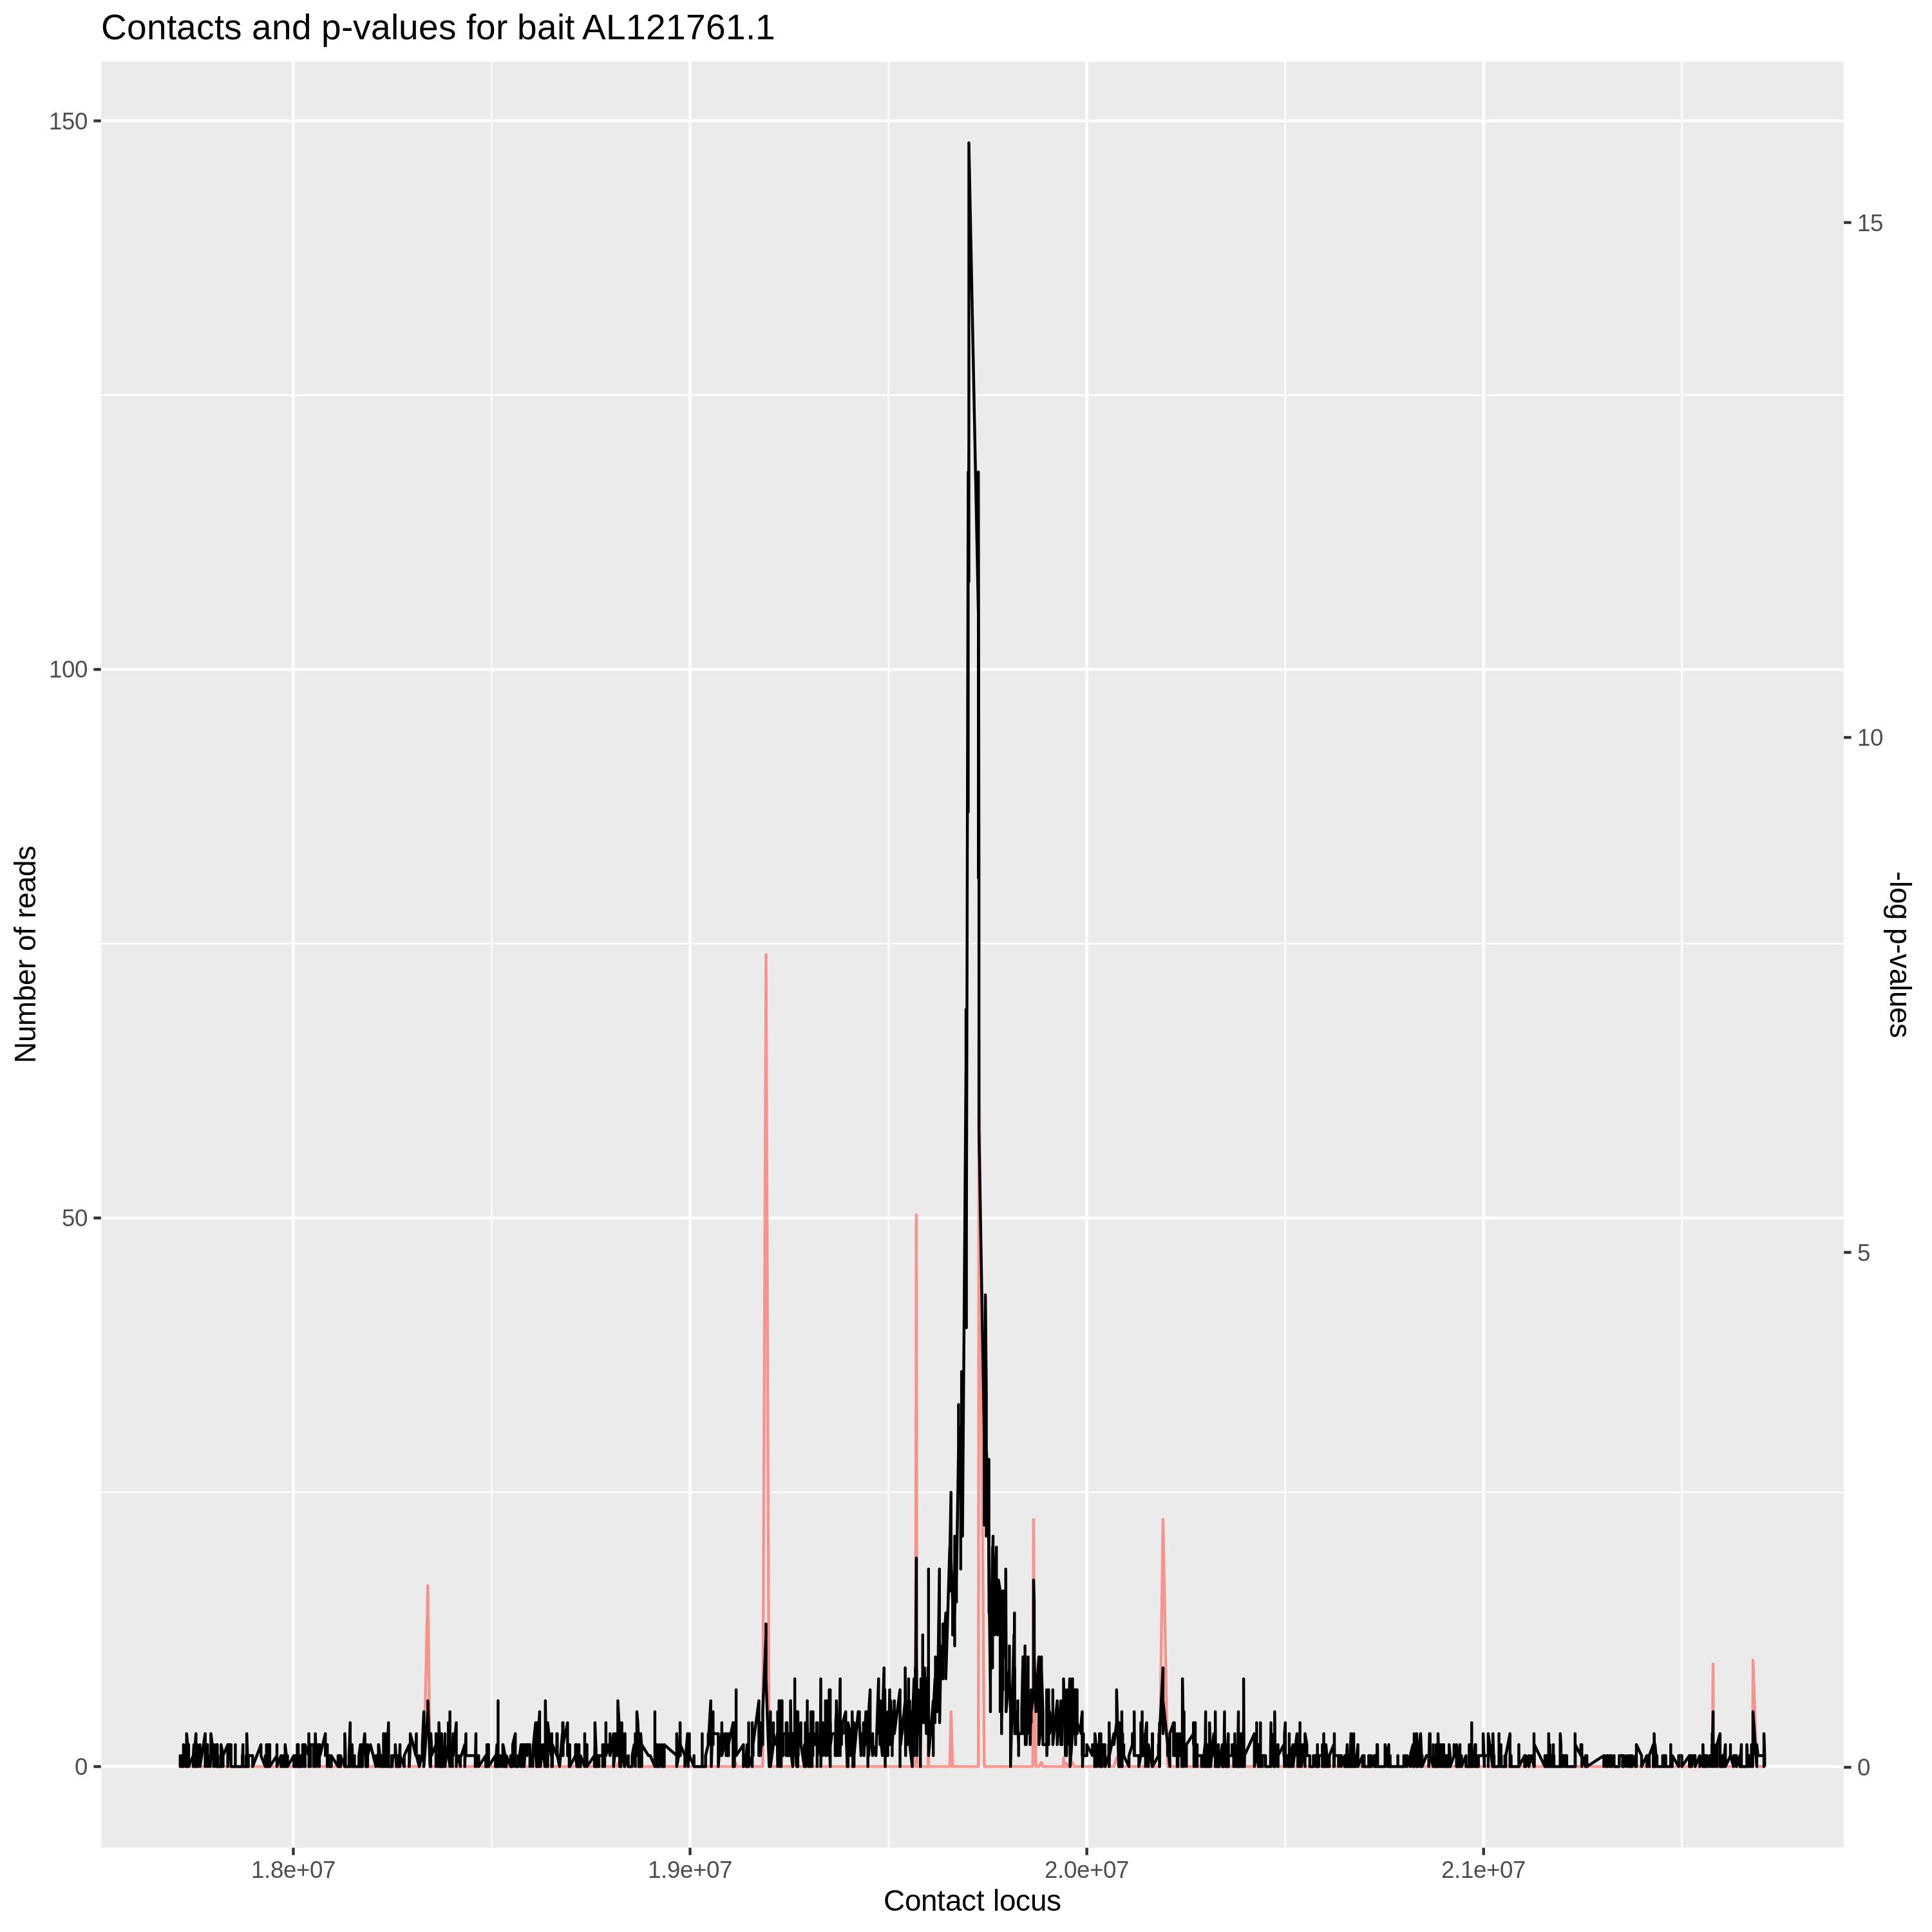 Contacts and p-values for bait AL121761.1
150
100
50
0
Number of reads
15
10
5
0
-log p-values
1.8e+07
1.9e+07
2.0e+07
2.1e+07
Contact locus